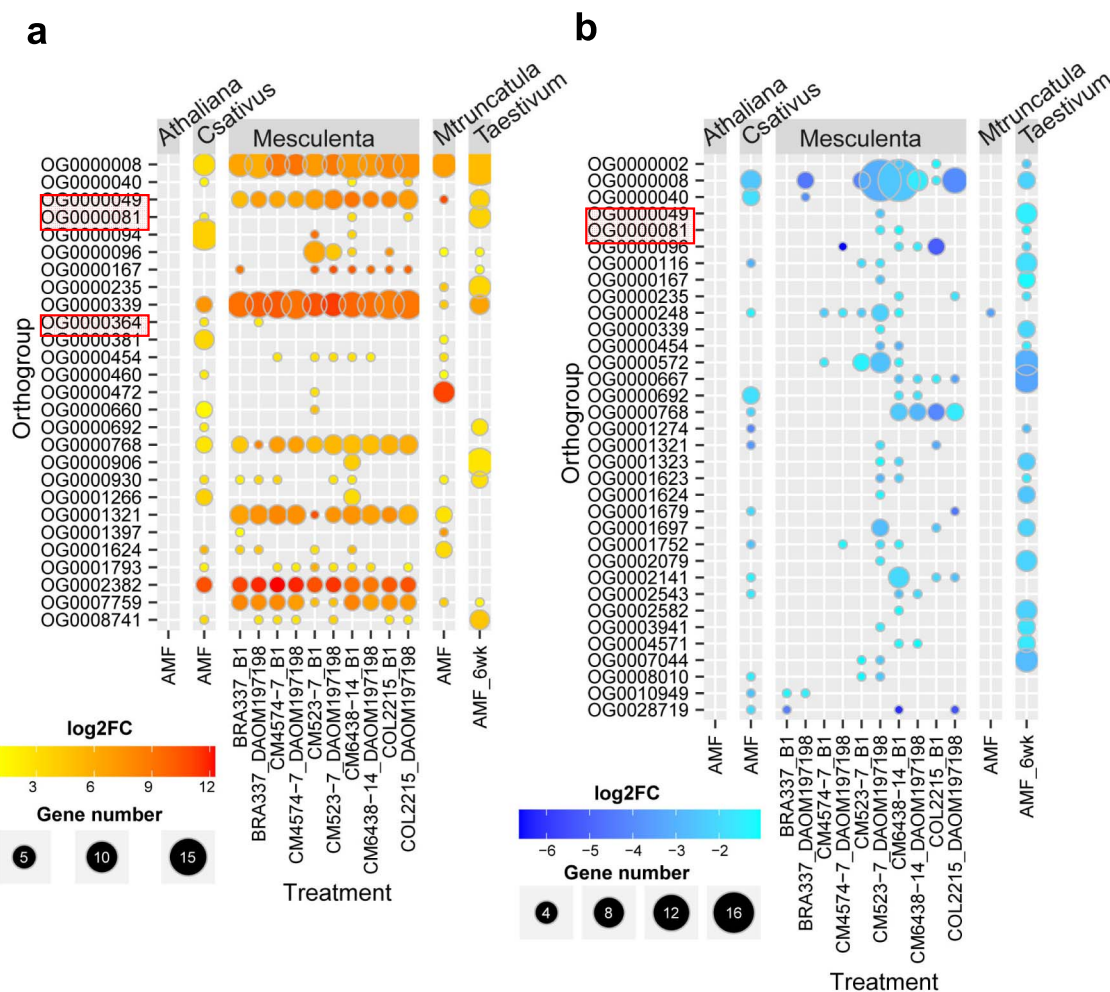 a
Athaliana
Csativus
Mesculenta
Mtruncatula
Taestivum
OG0000008
OG0000040
OG0000049
OG0000081
OG0000094
OG0000096
OG0000167
OG0000235
OG0000339
OG0000364
OG0000381
OG0000454
OG0000460
OG0000472
OG0000660
OG0000692
OG0000768
OG0000906
OG0000930
OG0001266
OG0001321
OG0001397
OG0001624
OG0001793
OG0002382
OG0007759
OG0008741
Orthogroup
AMF
AMF
BRA337_B1
BRA337_DAOM197198
CM4574-7_B1
CM4574-7_DAOM197198
CM523-7_B1
CM523-7_DAOM197198
CM6438-14_B1
CM6438-14_DAOM197198
COL2215_B1
COL2215_DAOM197198
AMF
AMF_6wk
Treatment
log2FC
3 6 9 12
Gene number
5 10 15
b
Athaliana
Csativus
Mesculenta
Mtruncatula
Taestivum
OG0000002
OG0000008
OG0000040
OG0000049
OG0000081
OG0000096
OG0000116
OG0000167
OG0000235
OG0000248
OG0000339
OG0000454
OG0000572
OG0000667
OG0000692
OG0000768
OG0001274
OG0001321
OG0001323
OG0001623
OG0001624
OG0001679
OG0001697
OG0001752
OG0002079
OG0002141
OG0002543
OG0002582
OG0003941
OG0004571
OG0007044
OG0008010
OG0010949
OG0028719
Orthogroup
AMF
AMF
BRA337_B1
BRA337_DAOM197198
CM4574-7_B1
CM4574-7_DAOM197198
CM523-7_B1
CM523-7_DAOM197198
CM6438-14_B1
CM6438-14_DAOM197198
COL2215_B1
COL2215_DAOM197198
AMF
AMF_6wk
Treatment
log2FC
−6 −5 −4 −3 −2
Gene number
4 8 12 16